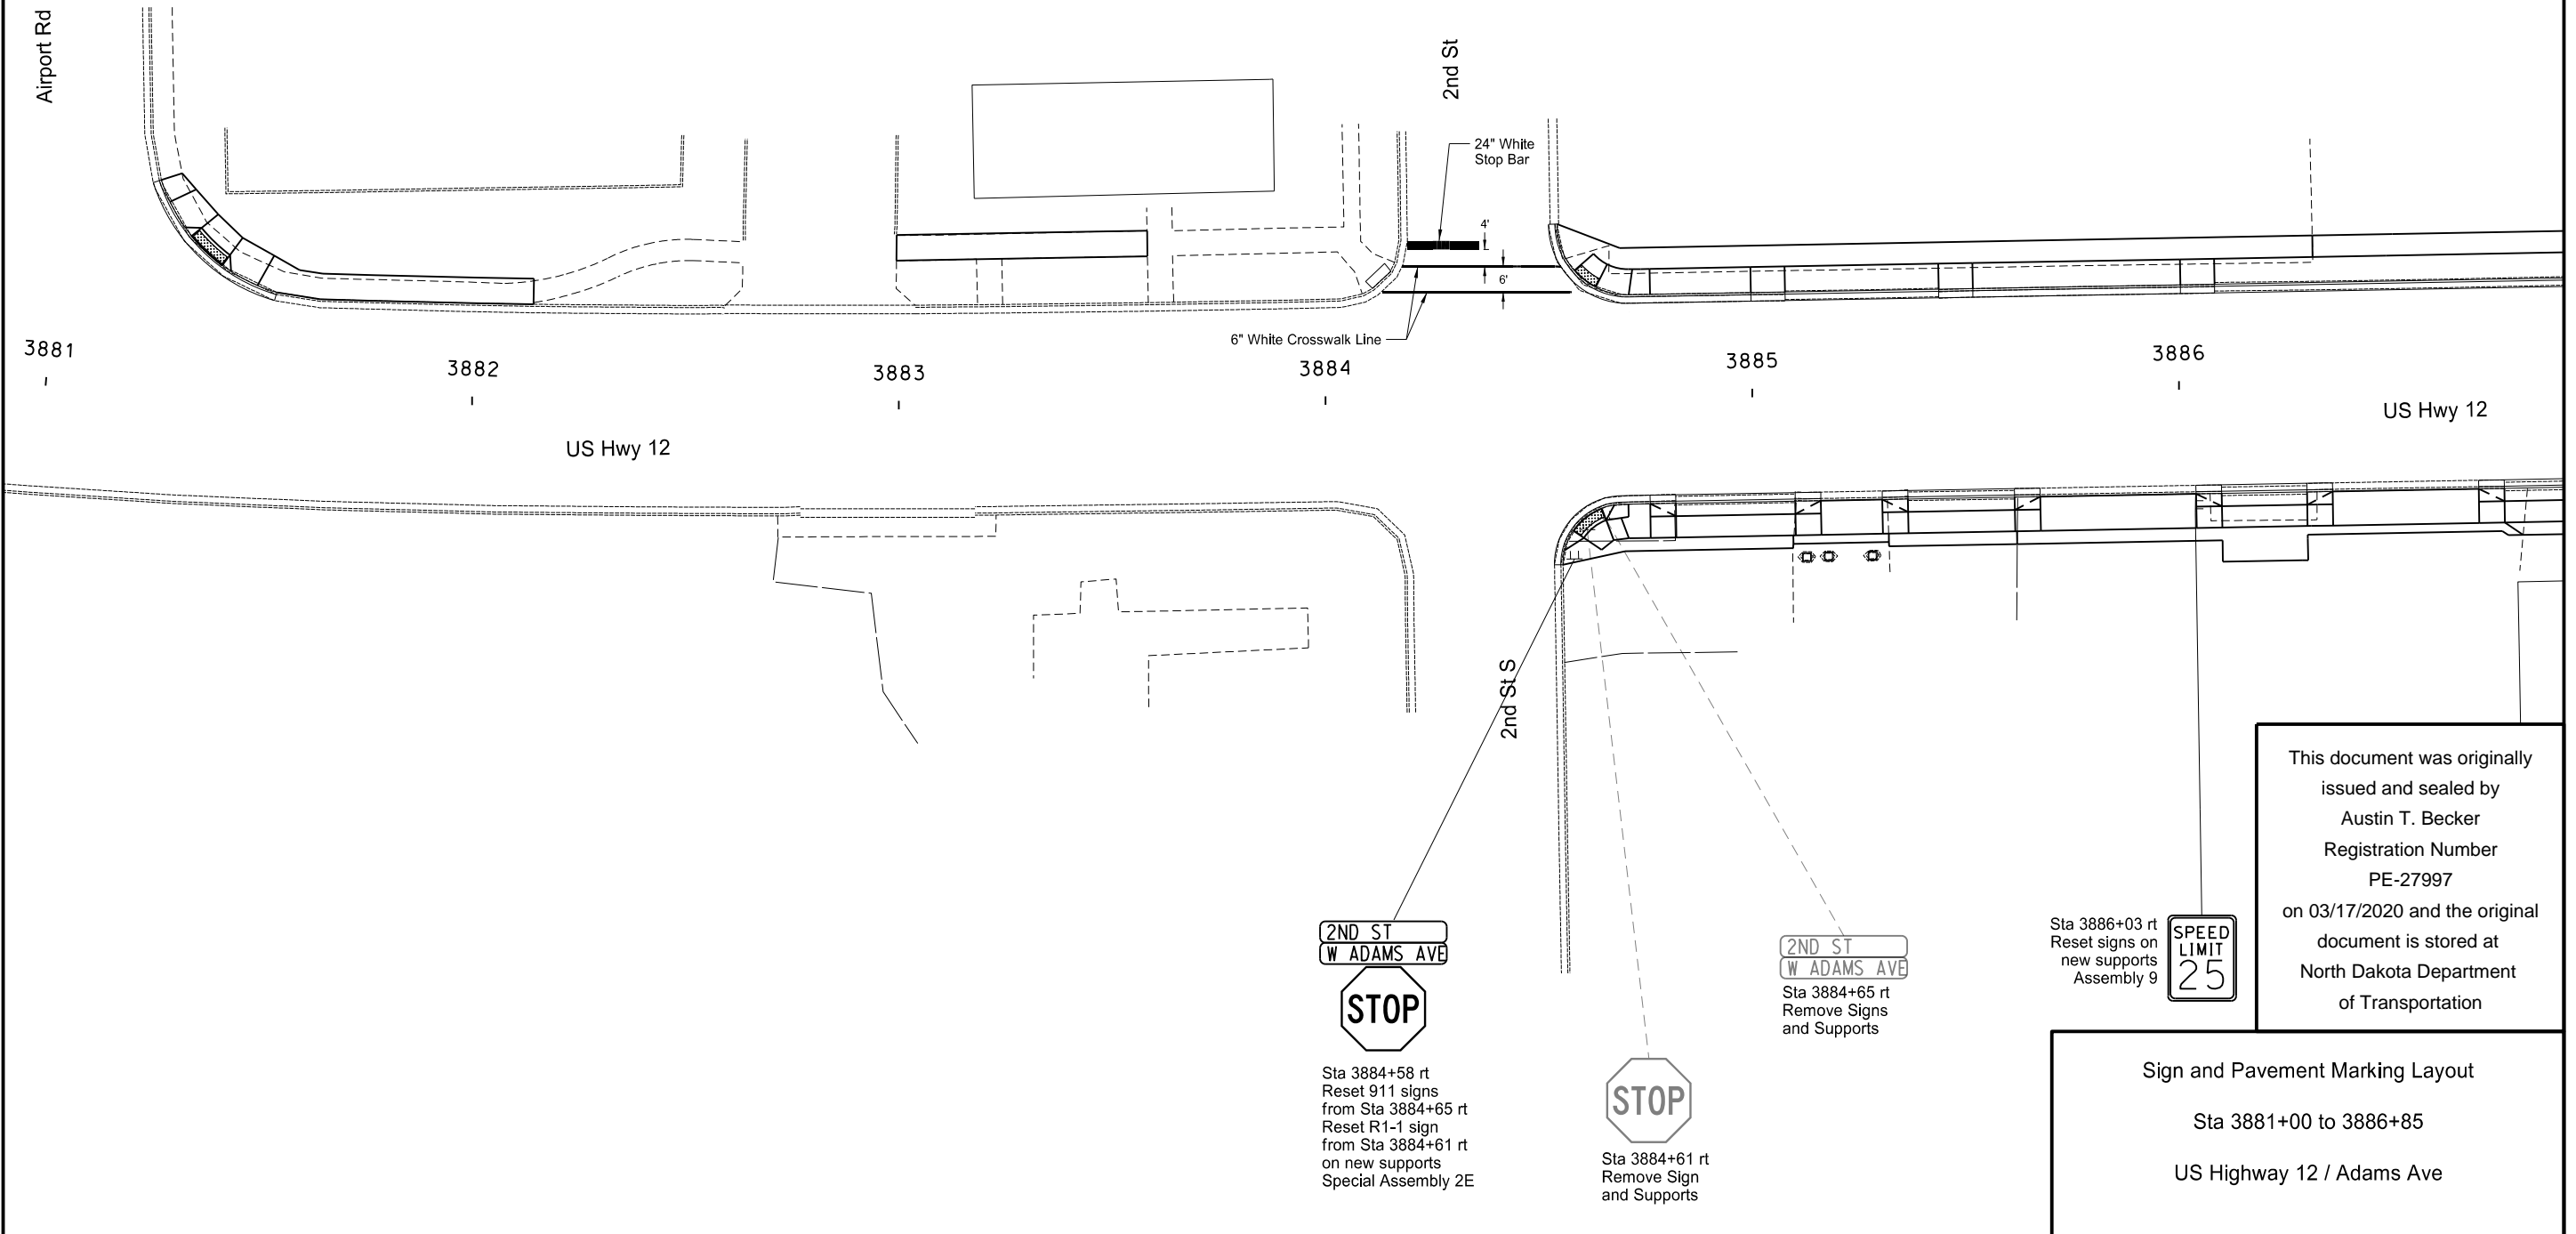 Airport Rd
2nd St
24" White
Stop Bar
4'
6'
6" White Crosswalk Line
3881
3882
3883
3884
3885
3886
US Hwy 12
US Hwy 12
2nd St S
2ND ST
W ADAMS AVE
STOP
Sta 3884+58 rt
Reset 911 signs
from Sta 3884+65 rt
Reset R1-1 sign
from Sta 3884+61 rt
on new supports
Special Assembly 2E
STOP
Sta 3884+61 rt
Remove Sign
and Supports
2ND ST
W ADAMS AVE
Sta 3884+65 rt
Remove Signs
and Supports
Sta 3886+03 rt
Reset signs on
new supports
Assembly 9
SPEED
LIMIT
25
This document was originally
issued and sealed by
Austin T. Becker
Registration Number
PE-27997
on 03/17/2020 and the original
document is stored at
North Dakota Department
of Transportation
Sign and Pavement Marking Layout
Sta 3881+00 to 3886+85
US Highway 12 / Adams Ave